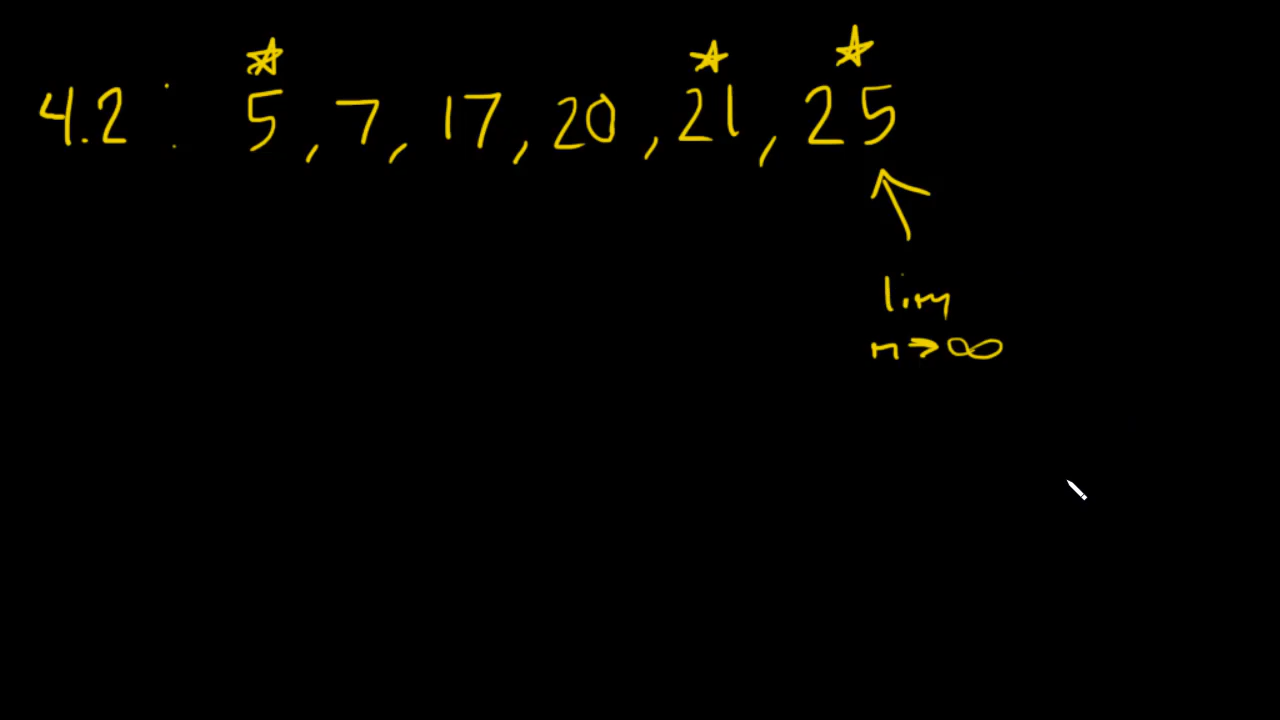 4.2 : 5, 7, 17, 20, 21, 25
lim
n→∞